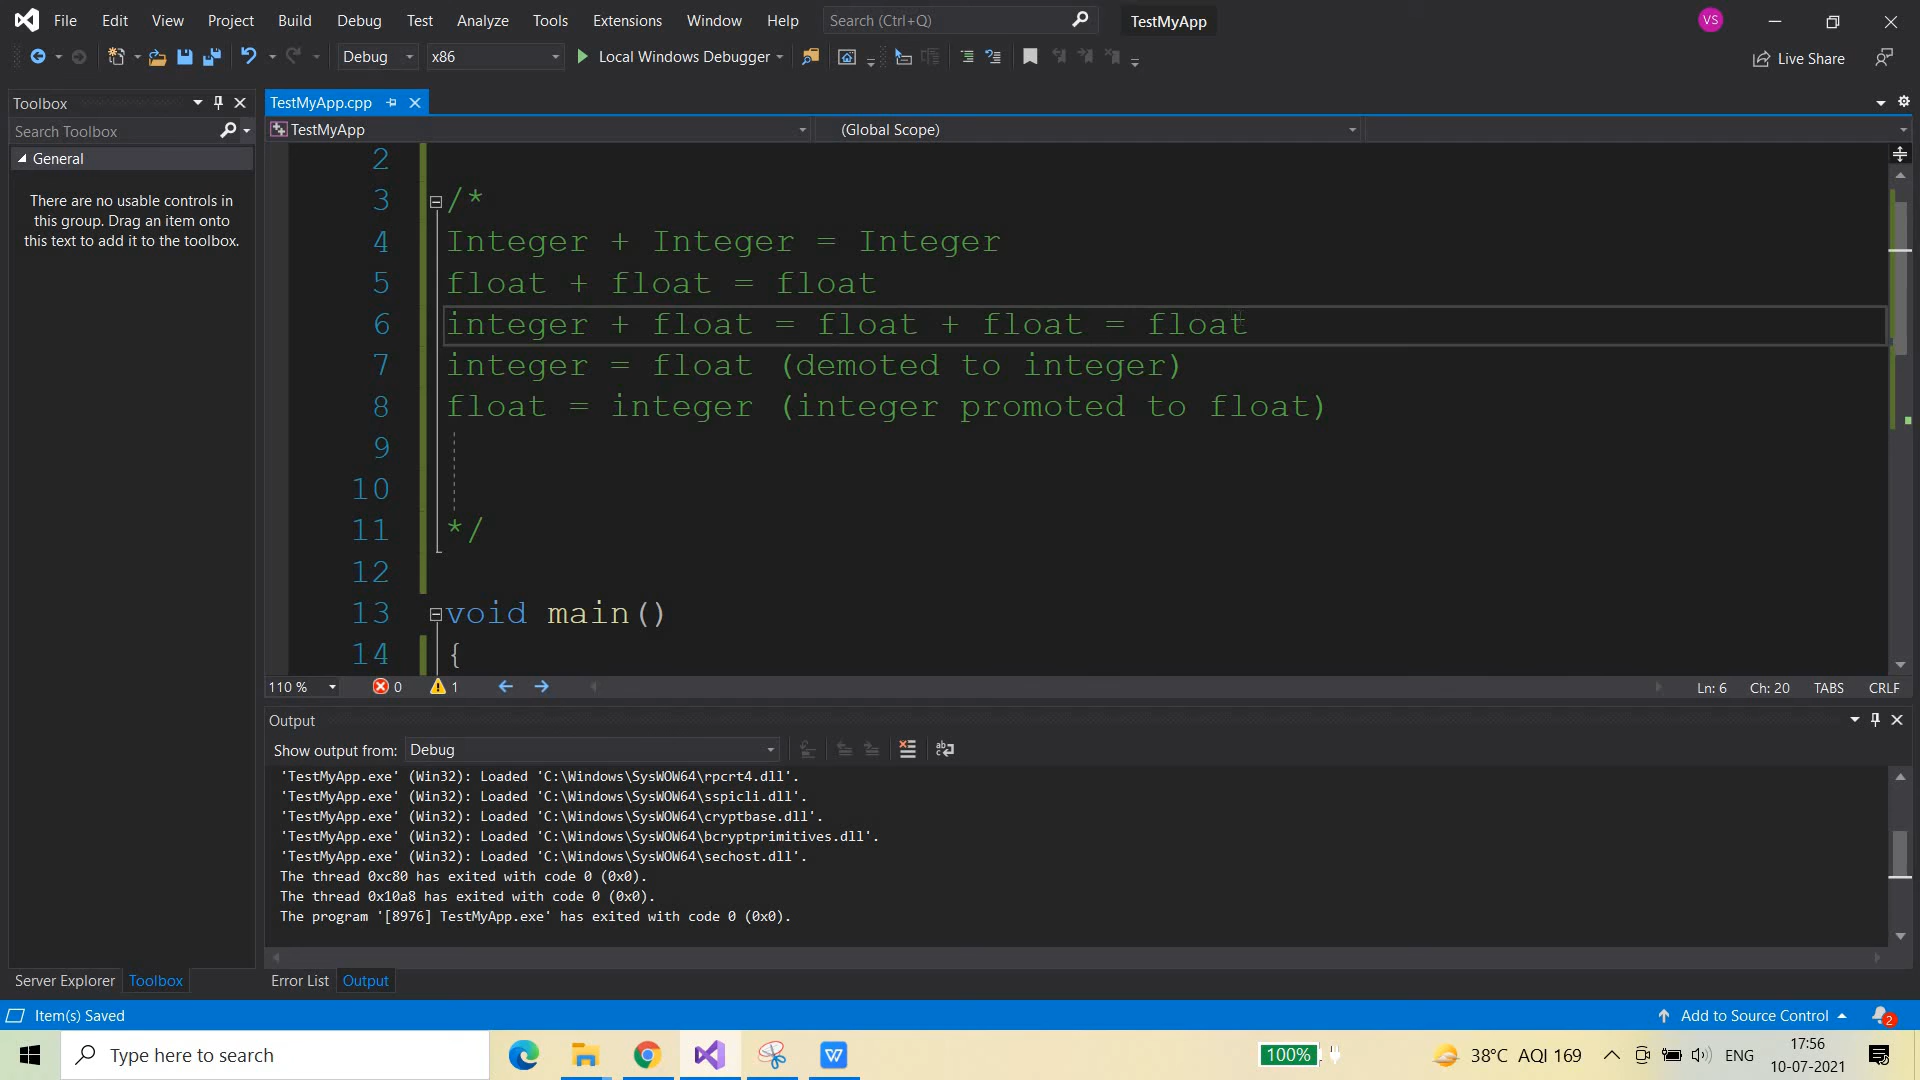 File Edit View Project Build Debug Test Analyze Tools Extensions Window Help Search (Ctrl+Q) TestMyApp VS
Debug x86 Local Windows Debugger Live Share
Toolbox
Search Toolbox
General
There are no usable controls in
this group. Drag an item onto
this text to add it to the toolbox.
TestMyApp.cpp
TestMyApp (Global Scope)
2
3 /*
4 Integer + Integer = Integer
5 float + float = float
6 integer + float = float + float = float
7 integer = float (demoted to integer)
8 float = integer (integer promoted to float)
9
10
11 */
12
13 void main()
14 {
110 % 0 1 Ln: 6 Ch: 20 TABS CRLF
Output
Show output from: Debug
'TestMyApp.exe' (Win32): Loaded 'C:\Windows\SysWOW64\rpcrt4.dll'.
'TestMyApp.exe' (Win32): Loaded 'C:\Windows\SysWOW64\sspicli.dll'.
'TestMyApp.exe' (Win32): Loaded 'C:\Windows\SysWOW64\cryptbase.dll'.
'TestMyApp.exe' (Win32): Loaded 'C:\Windows\SysWOW64\bcryptprimitives.dll'.
'TestMyApp.exe' (Win32): Loaded 'C:\Windows\SysWOW64\sechost.dll'.
The thread 0xc80 has exited with code 0 (0x0).
The thread 0x10a8 has exited with code 0 (0x0).
The program '[8976] TestMyApp.exe' has exited with code 0 (0x0).
Server Explorer Toolbox Error List Output
Item(s) Saved Add to Source Control 2
Type here to search W 100% 38°C AQI 169 ENG 17:56
10-07-2021